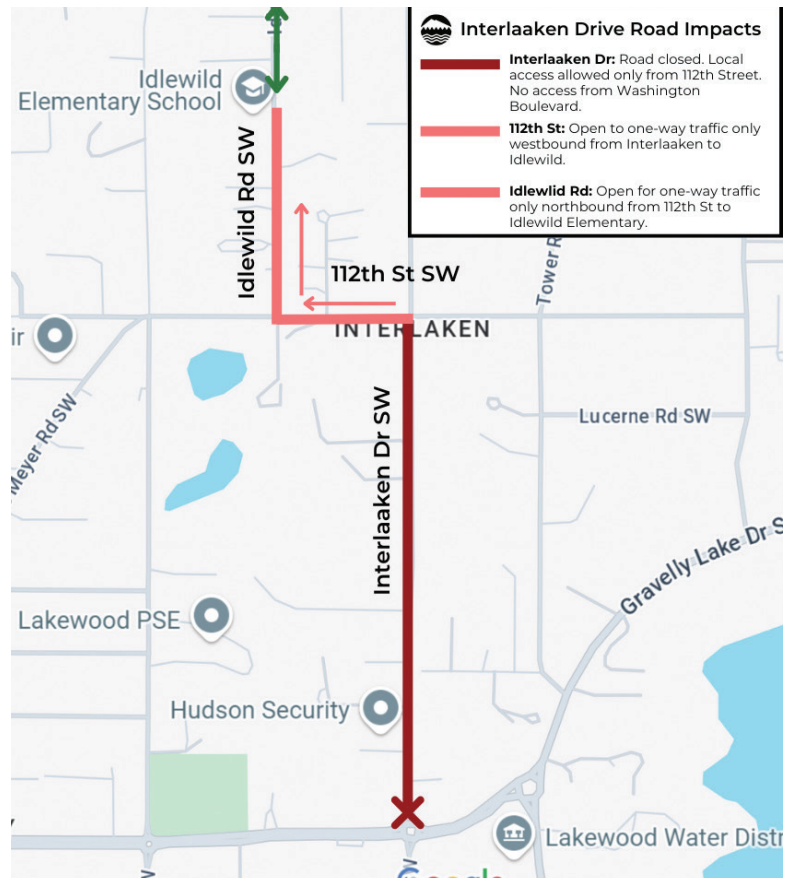 Interlaaken Drive Road Impacts
Interlaaken Dr: Road closed. Local
access allowed only from 112th Street.
No access from Washington
Boulevard.
112th St: Open to one-way traffic only
westbound from Interlaaken to
Idlewild.
Idlewlid Rd: Open for one-way traffic
only northbound from 112th St to
Idlewild Elementary.
Idlewild
Elementary School
Idlewild Rd SW
112th St SW
Tower R
INTERLAKEN
ir
Meyer Rd SW
Lucerne Rd SW
Interlaaken Dr SW
Gravelly Lake Dr S
Lakewood PSE
Hudson Security
Lakewood Water Distr